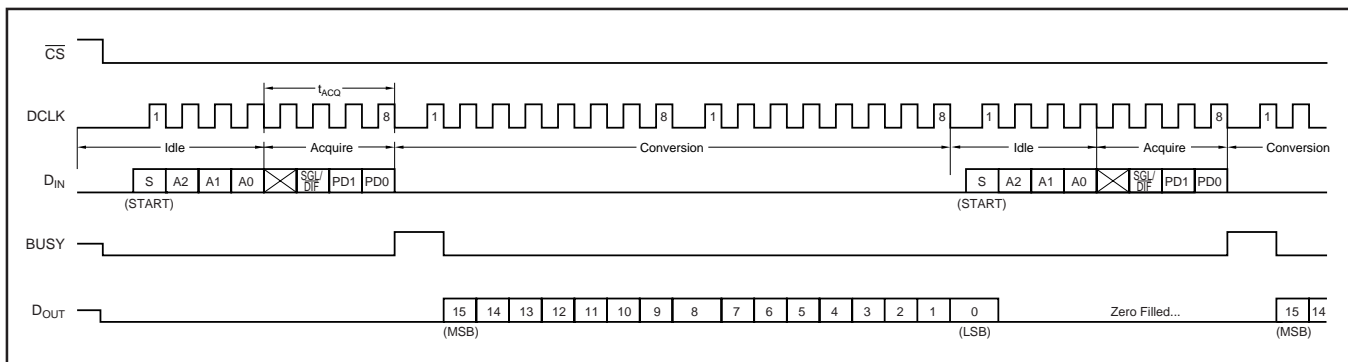 CS
tACQ
DCLK 1 8 1 8 1 8 1 8 1
Idle Acquire Conversion Idle Acquire Conversion
DIN S A2 A1 A0 SGL/DIF PD1 PD0 S A2 A1 A0 SGL/DIF PD1 PD0
(START) (START)
BUSY
DOUT 15 14 13 12 11 10 9 8 7 6 5 4 3 2 1 0 Zero Filled... 15 14
(MSB) (LSB) (MSB)